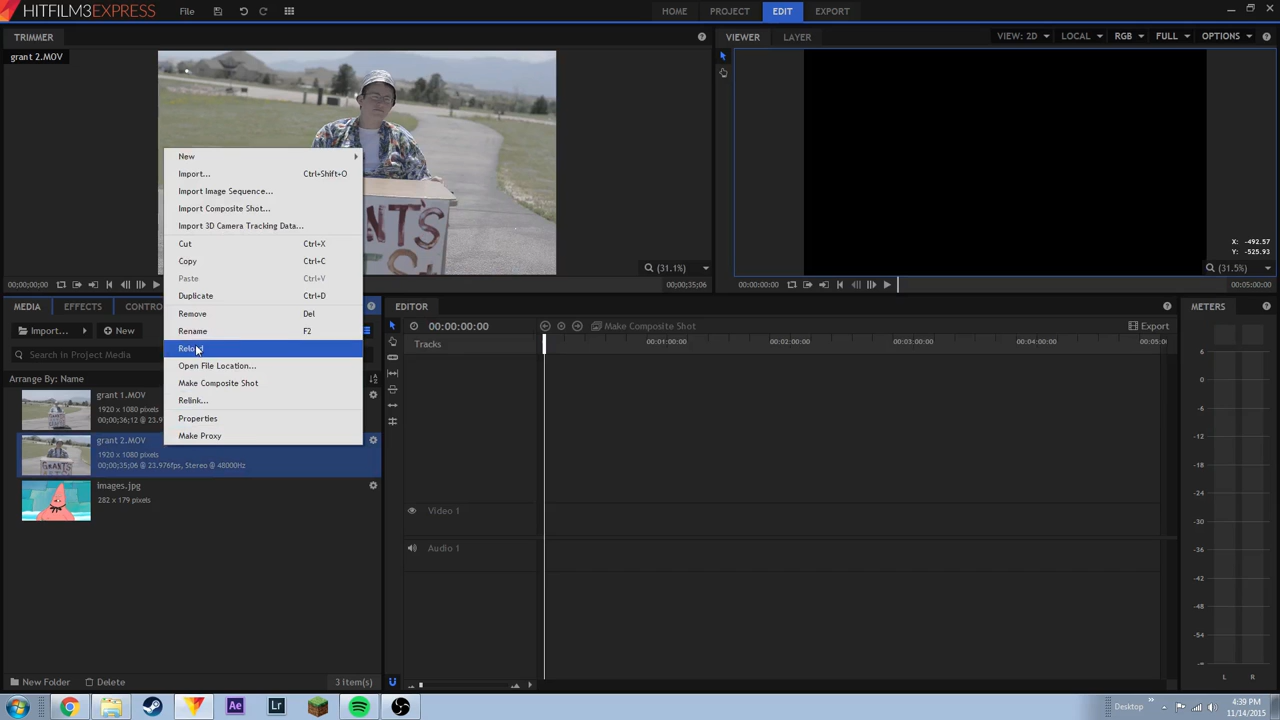 HITFILM3EXPRESS
File
HOME
PROJECT
EDIT
EXPORT
TRIMMER
grant 2.MOV
VIEWER
LAYER
VIEW: 2D
LOCAL
RGB
FULL
OPTIONS
GRANT'S
New
Import... Ctrl+Shift+O
Import Image Sequence...
Import Composite Shot...
Import 3D Camera Tracking Data...
Cut Ctrl+X
Copy Ctrl+C
Paste Ctrl+V
Duplicate Ctrl+D
Remove Del
Rename F2
Reload
Open File Location...
Make Composite Shot
Relink...
Properties
Make Proxy
X: -492.57
Y: -525.93
(31.1%)
(31.5%)
00;00;00;00
00;00;35;06
00:00:00:00
00:05:00:00
MEDIA
EFFECTS
CONTRO
Import...
New
Search in Project Media
Arrange By: Name
grant 1.MOV
1920 x 1080 pixels
00;00;36;12 @ 23.9
grant 2.MOV
1920 x 1080 pixels
00;00;35;06 @ 23.976fps, Stereo @ 48000Hz
images.jpg
282 x 179 pixels
New Folder
Delete
3 item(s)
EDITOR
00:00:00:00
Make Composite Shot
Export
Tracks
00:01:00:00
00:02:00:00
00:03:00:00
00:04:00:00
00:05:0
Video 1
Audio 1
METERS
6
0
-6
-12
-18
-24
-30
-36
-42
-48
-54
-∞
L R
Ae
Lr
Desktop
4:39 PM
11/14/2015